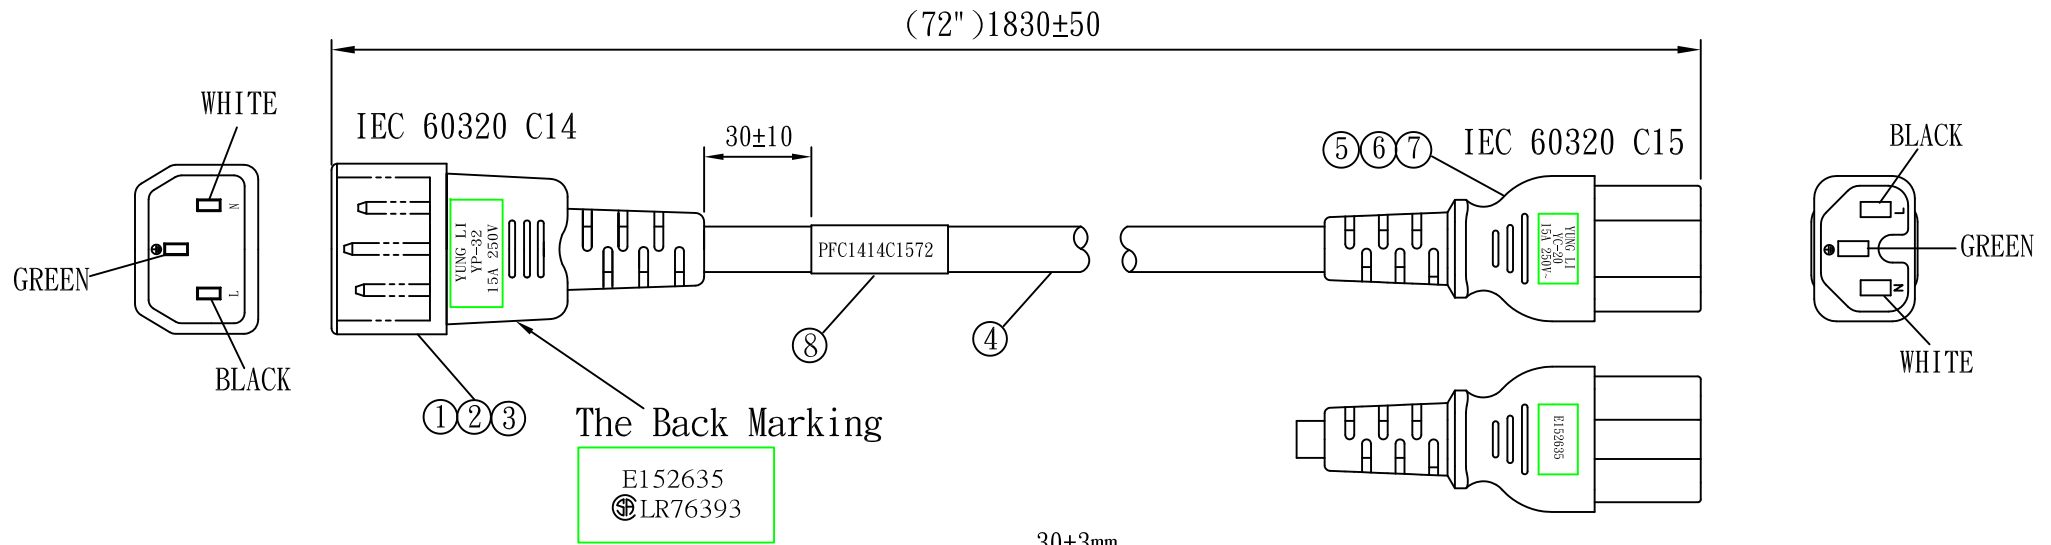 (72")1830±50
WHITE
IEC 60320 C14
30±10
5 6 7
IEC 60320 C15
BLACK
N
GREEN
L
BLACK
YUNG LI
YP-32
15A 250V
PFC1414C1572
YUNG LI
YC-20
15A 250V~
L
GREEN
N
WHITE
8
4
1 2 3
The Back Marking
E152635
LR76393
E152635
30±3mm